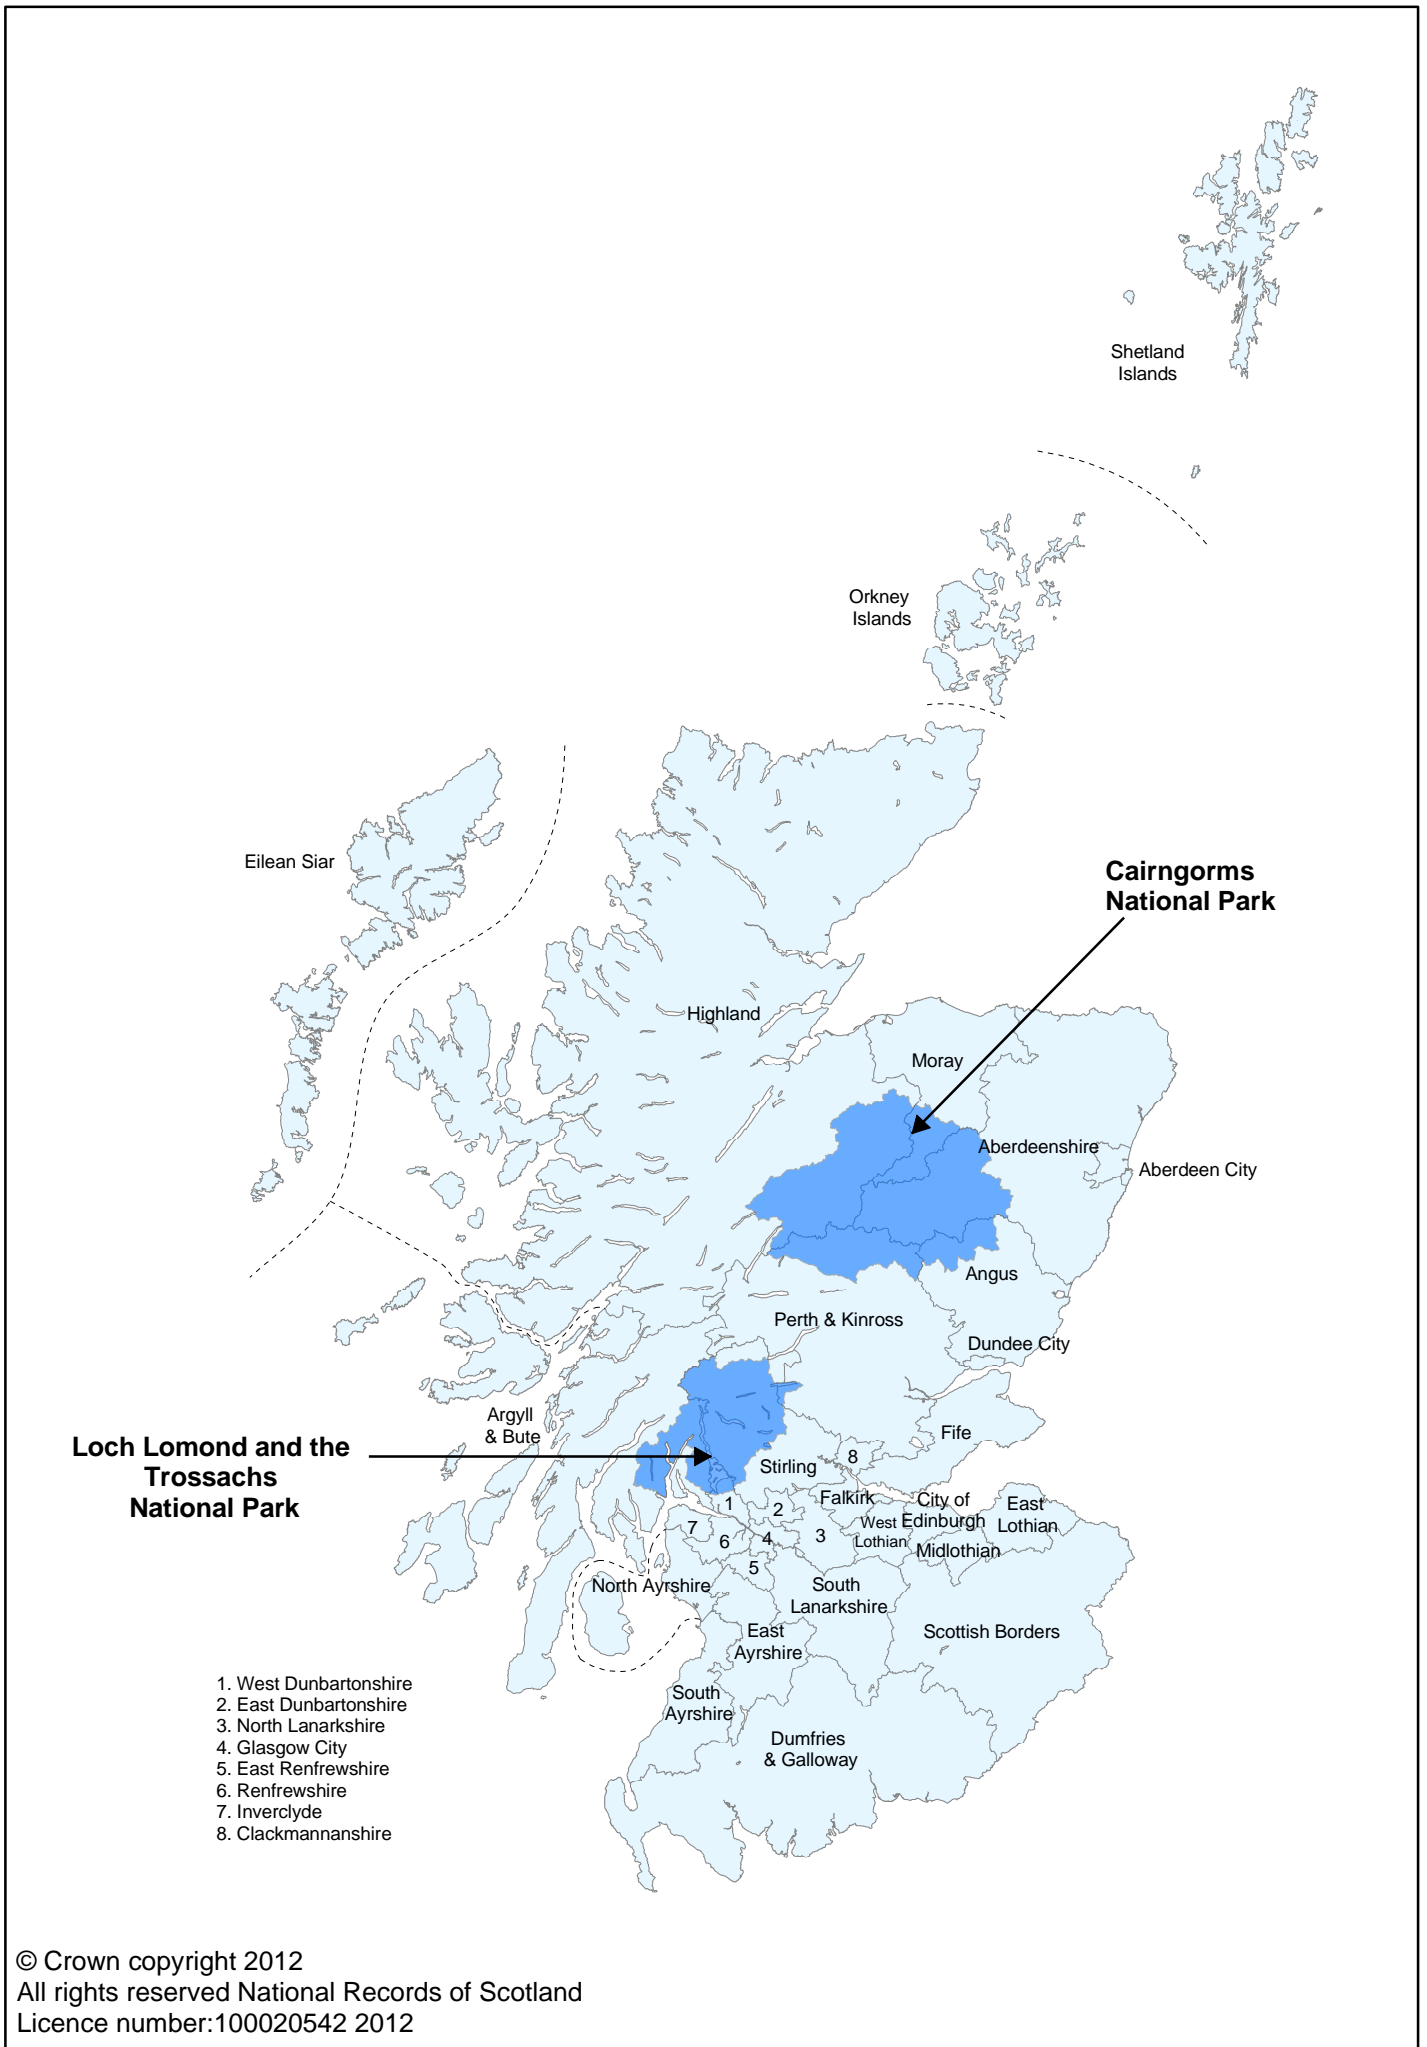 Shetland
Islands
Orkney
Islands
Eilean Siar
Cairngorms
National Park
Highland
Moray
Aberdeenshire
Aberdeen City
Angus
Perth & Kinross
Dundee City
Argyll
& Bute
Loch Lomond and the
Trossachs
National Park
Fife
8
Stirling
1
2
Falkirk
City of
Edinburgh
East
Lothian
7
6
4
3
West
Lothian
Midlothian
5
North Ayrshire
South
Lanarkshire
East
Ayrshire
Scottish Borders
South
Ayrshire
Dumfries
& Galloway
1. West Dunbartonshire
2. East Dunbartonshire
3. North Lanarkshire
4. Glasgow City
5. East Renfrewshire
6. Renfrewshire
7. Inverclyde
8. Clackmannanshire
© Crown copyright 2012
All rights reserved National Records of Scotland
Licence number:100020542 2012